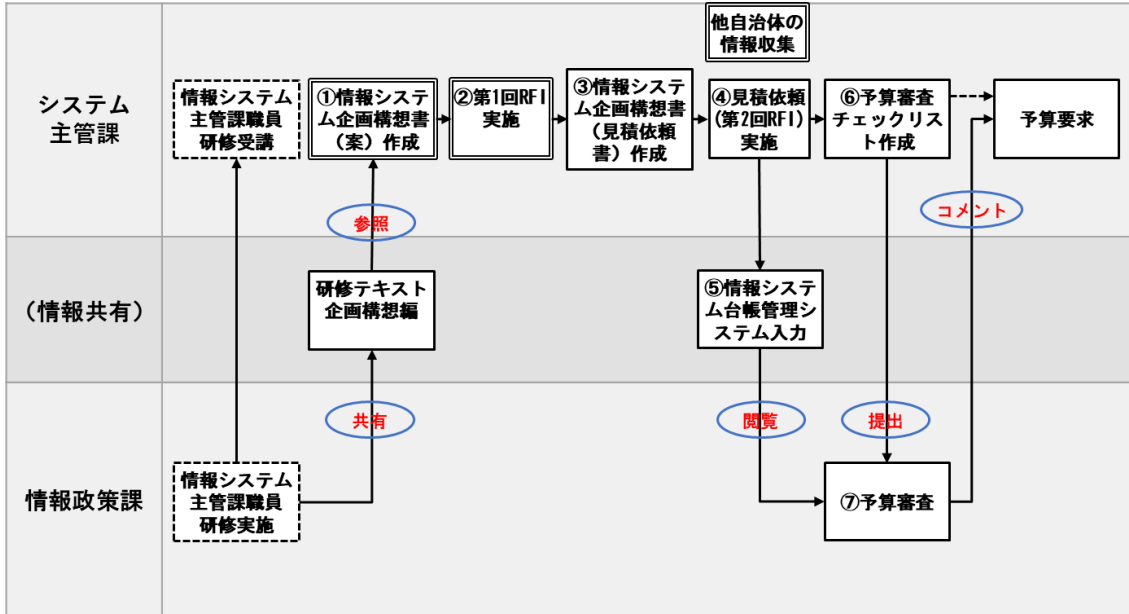 他自治体の
情報収集
システム
主管課
情報システム
主管課職員
研修受講
①情報システ
ム企画構想書
（案）作成
②第1回RFI
実施
③情報システ
ム企画構想書
（見積依頼
書）作成
④見積依頼
(第2回RFI)
実施
⑥予算審査
チェックリス
ト作成
予算要求
参照
コメント
（情報共有）
研修テキスト
企画構想編
⑤情報システ
ム台帳管理シ
ステム入力
共有
閲覧
提出
情報政策課
情報システム
主管課職員
研修実施
⑦予算審査